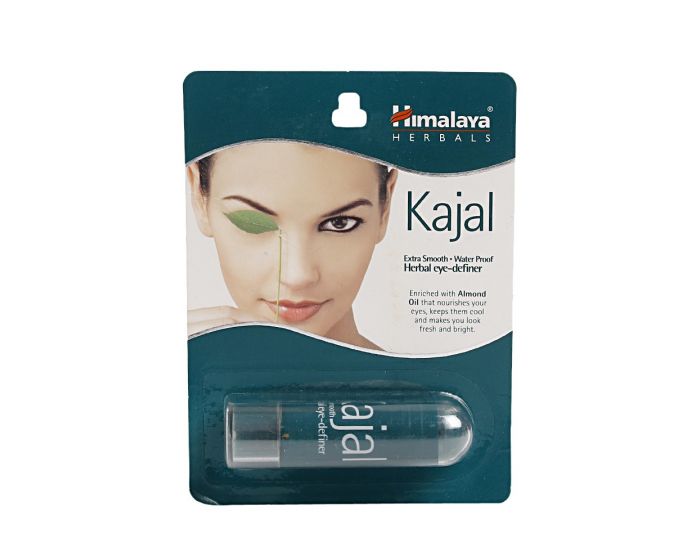 Himalaya®
HERBALS
Kajal
Extra Smooth • Water Proof
Herbal eye-definer
Enriched with Almond
Oil that nourishes your
eyes, keeps them cool
and makes you look
fresh and bright.
ajal
eye-definer